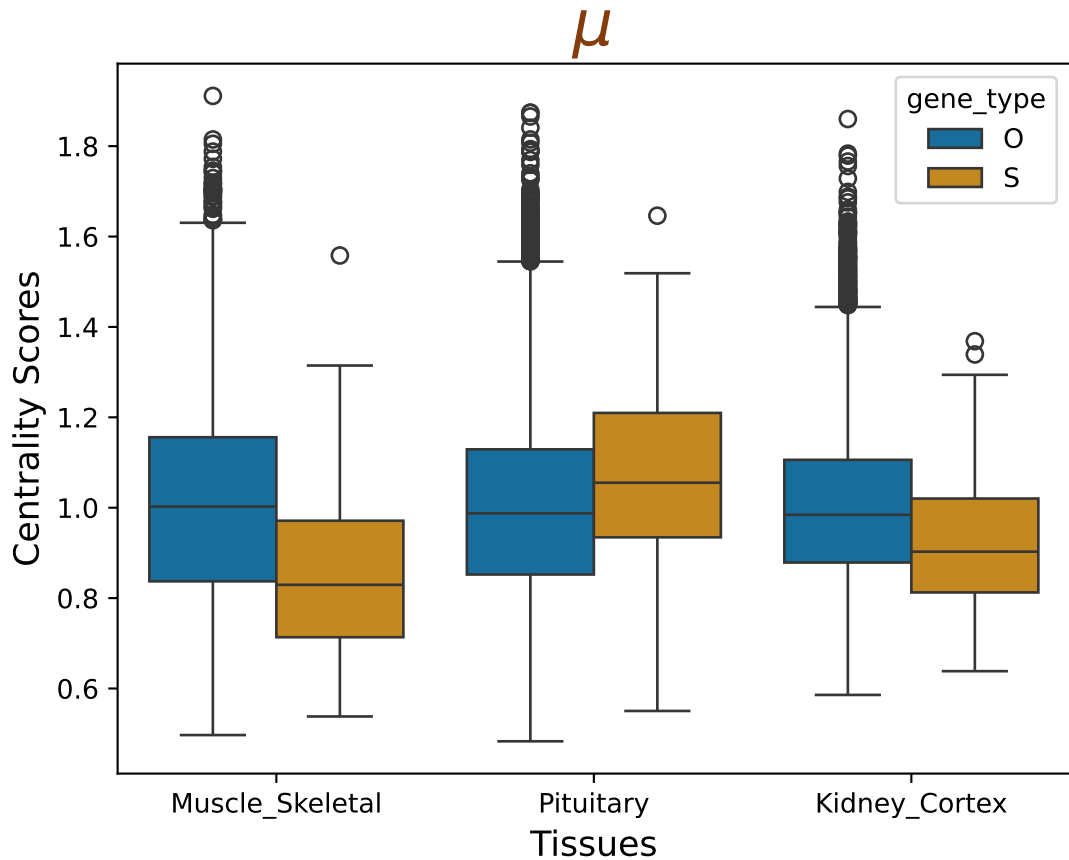 μ
gene_type
O
S
Centrality Scores
1.8
1.6
1.4
1.2
1.0
0.8
0.6
Muscle_Skeletal
Pituitary
Kidney_Cortex
Tissues